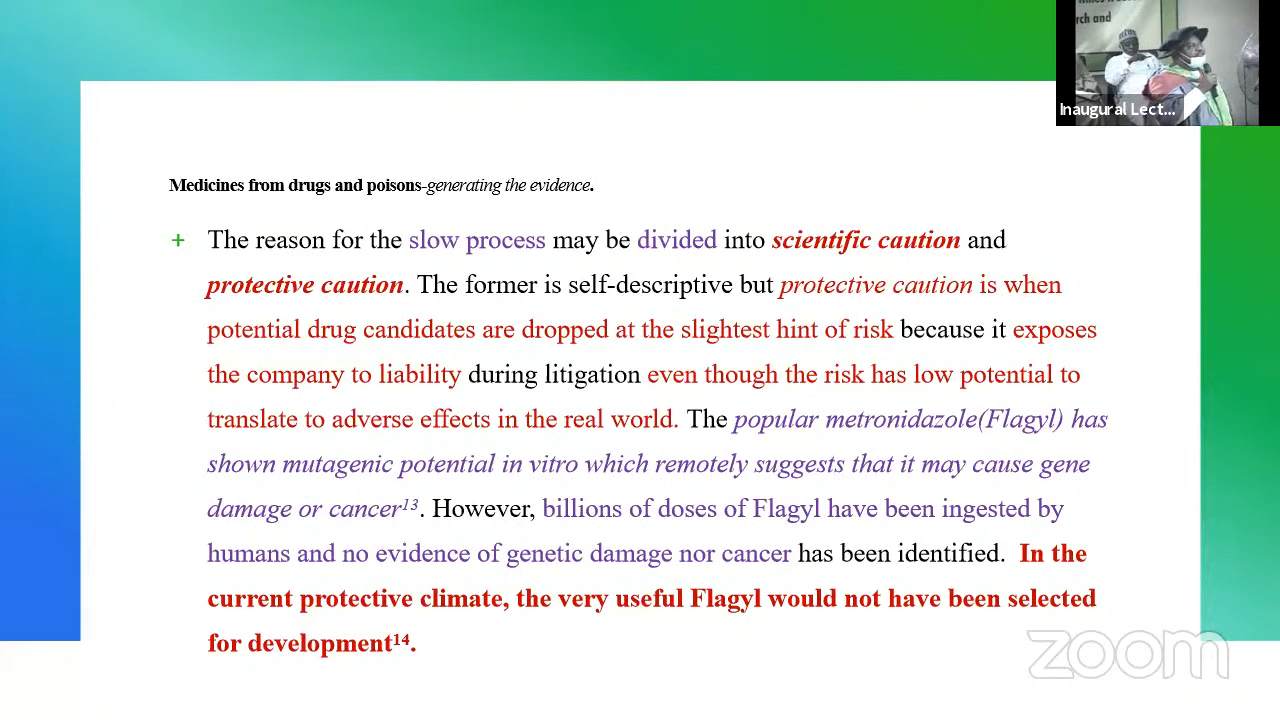 rch and
Inaugural Lect...
Medicines from drugs and poisons-generating the evidence.
+ The reason for the slow process may be divided into scientific caution and
protective caution. The former is self-descriptive but protective caution is when
potential drug candidates are dropped at the slightest hint of risk because it exposes
the company to liability during litigation even though the risk has low potential to
translate to adverse effects in the real world. The popular metronidazole(Flagyl) has
shown mutagenic potential in vitro which remotely suggests that it may cause gene
damage or cancer¹³. However, billions of doses of Flagyl have been ingested by
humans and no evidence of genetic damage nor cancer has been identified. In the
current protective climate, the very useful Flagyl would not have been selected
for development¹⁴.
zoom